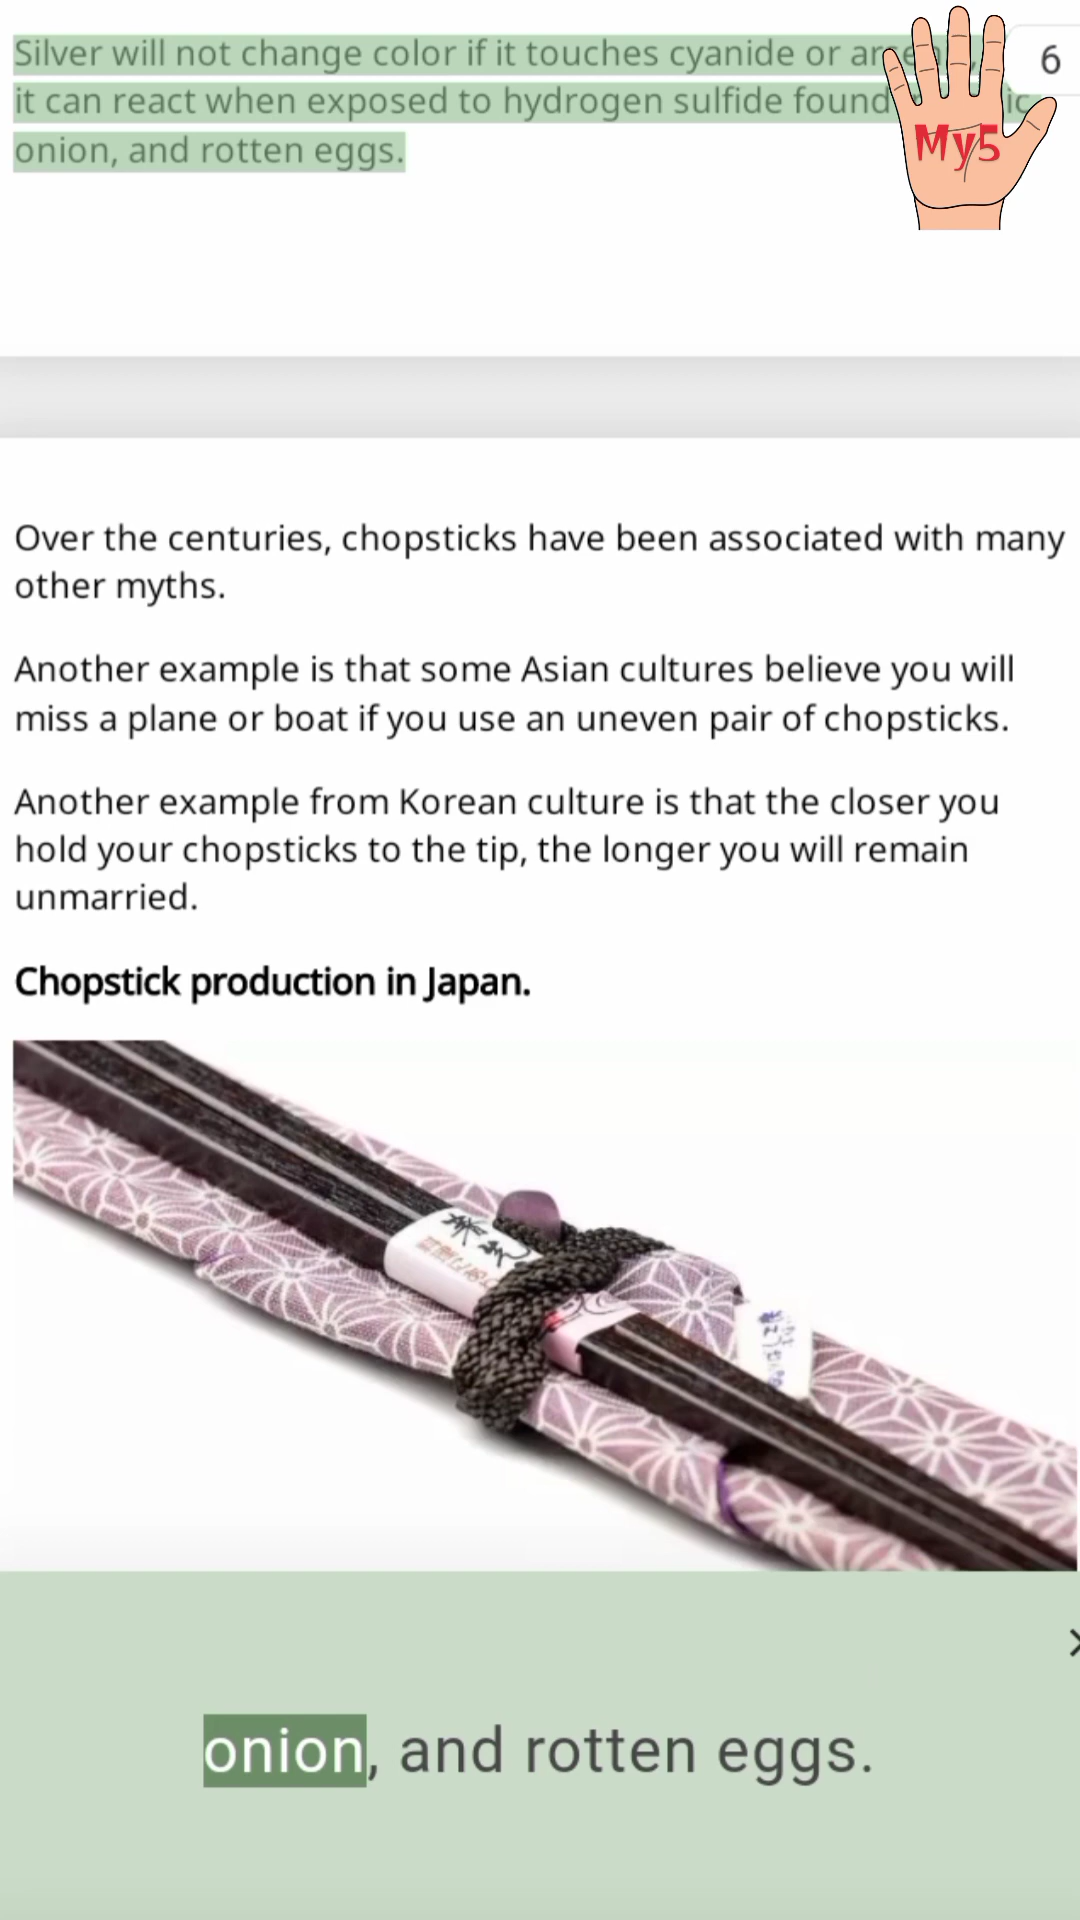 Silver will not change color if it touches cyanide or
6
it can react when exposed to hydrogen sulfide found
onion, and rotten eggs.
My5
Over the centuries, chopsticks have been associated with many
other myths.
Another example is that some Asian cultures believe you will
miss a plane or boat if you use an uneven pair of chopsticks.
Another example from Korean culture is that the closer you
hold your chopsticks to the tip, the longer you will remain
unmarried.
Chopstick production in Japan.
onion, and rotten eggs.